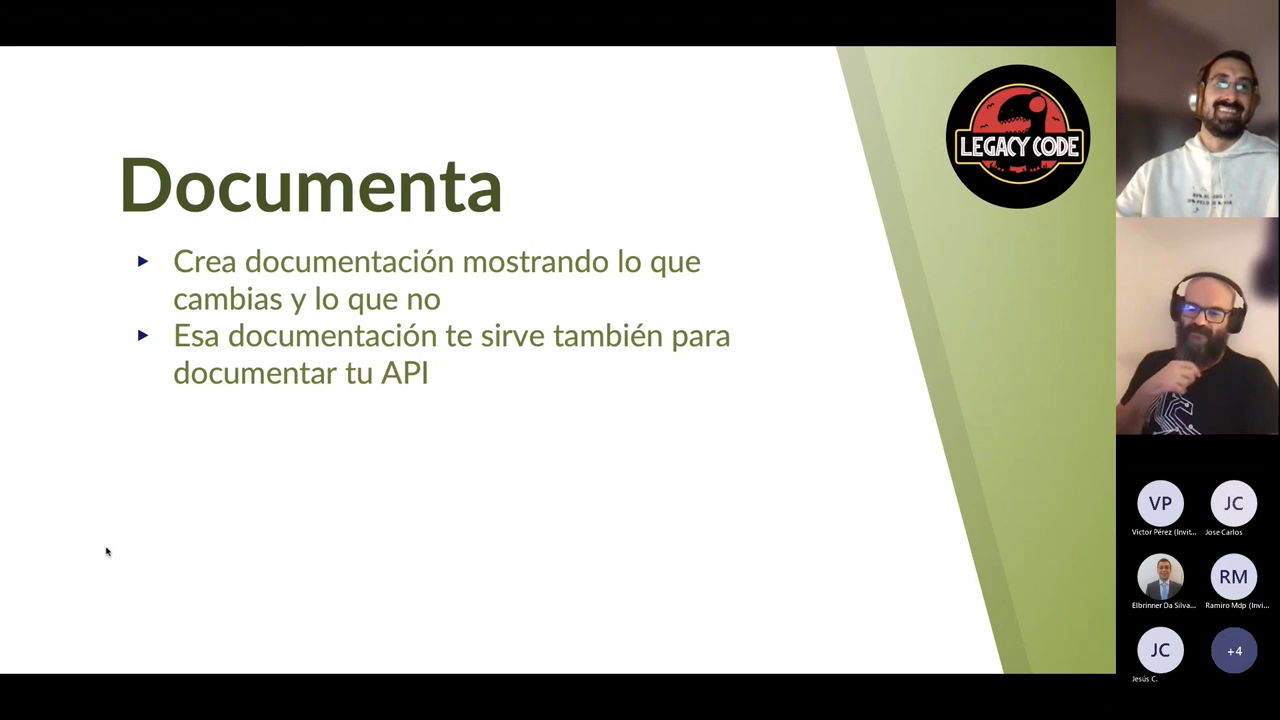 Documenta
Crea documentación mostrando lo que
cambias y lo que no
Esa documentación te sirve también para
documentar tu API
LEGACY CODE
VP
JC
Victor Pérez (Invit...
Jose Carlos
RM
Elbrinner Da Silva...
Ramiro Mdp (Invi...
JC
+4
Jesús C.